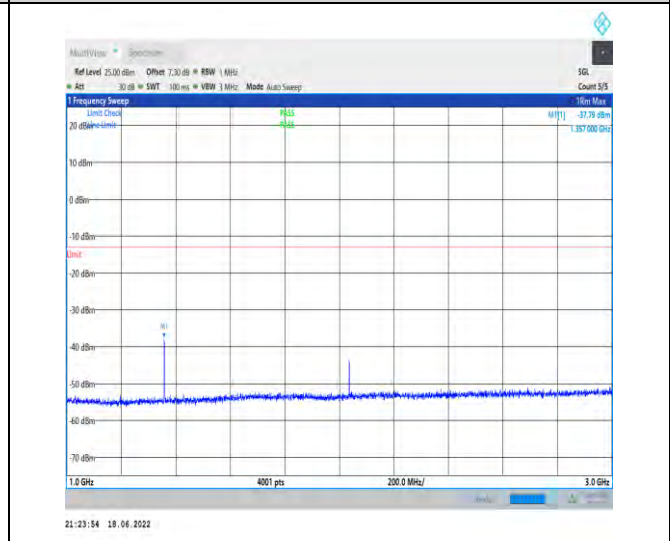 MultiView Spectrum
Ref Level 25.00 dBm Offset 7.30 dB RBW 1 MHz SGL
Att 30 dB SWT 100 ms VBW 3 MHz Mode Auto Sweep Count 5/5
1 Frequency Sweep 1Rm Max
Limit Check PASS M1[1] -37.79 dBm
20 dBm Line Limit PASS 1.357 000 GHz
10 dBm
0 dBm
-10 dBm
Limit
-20 dBm
-30 dBm
M1
-40 dBm
-50 dBm
-60 dBm
-70 dBm
1.0 GHz 4001 pts 200.0 MHz/ 3.0 GHz
21:23:54 18.06.2022